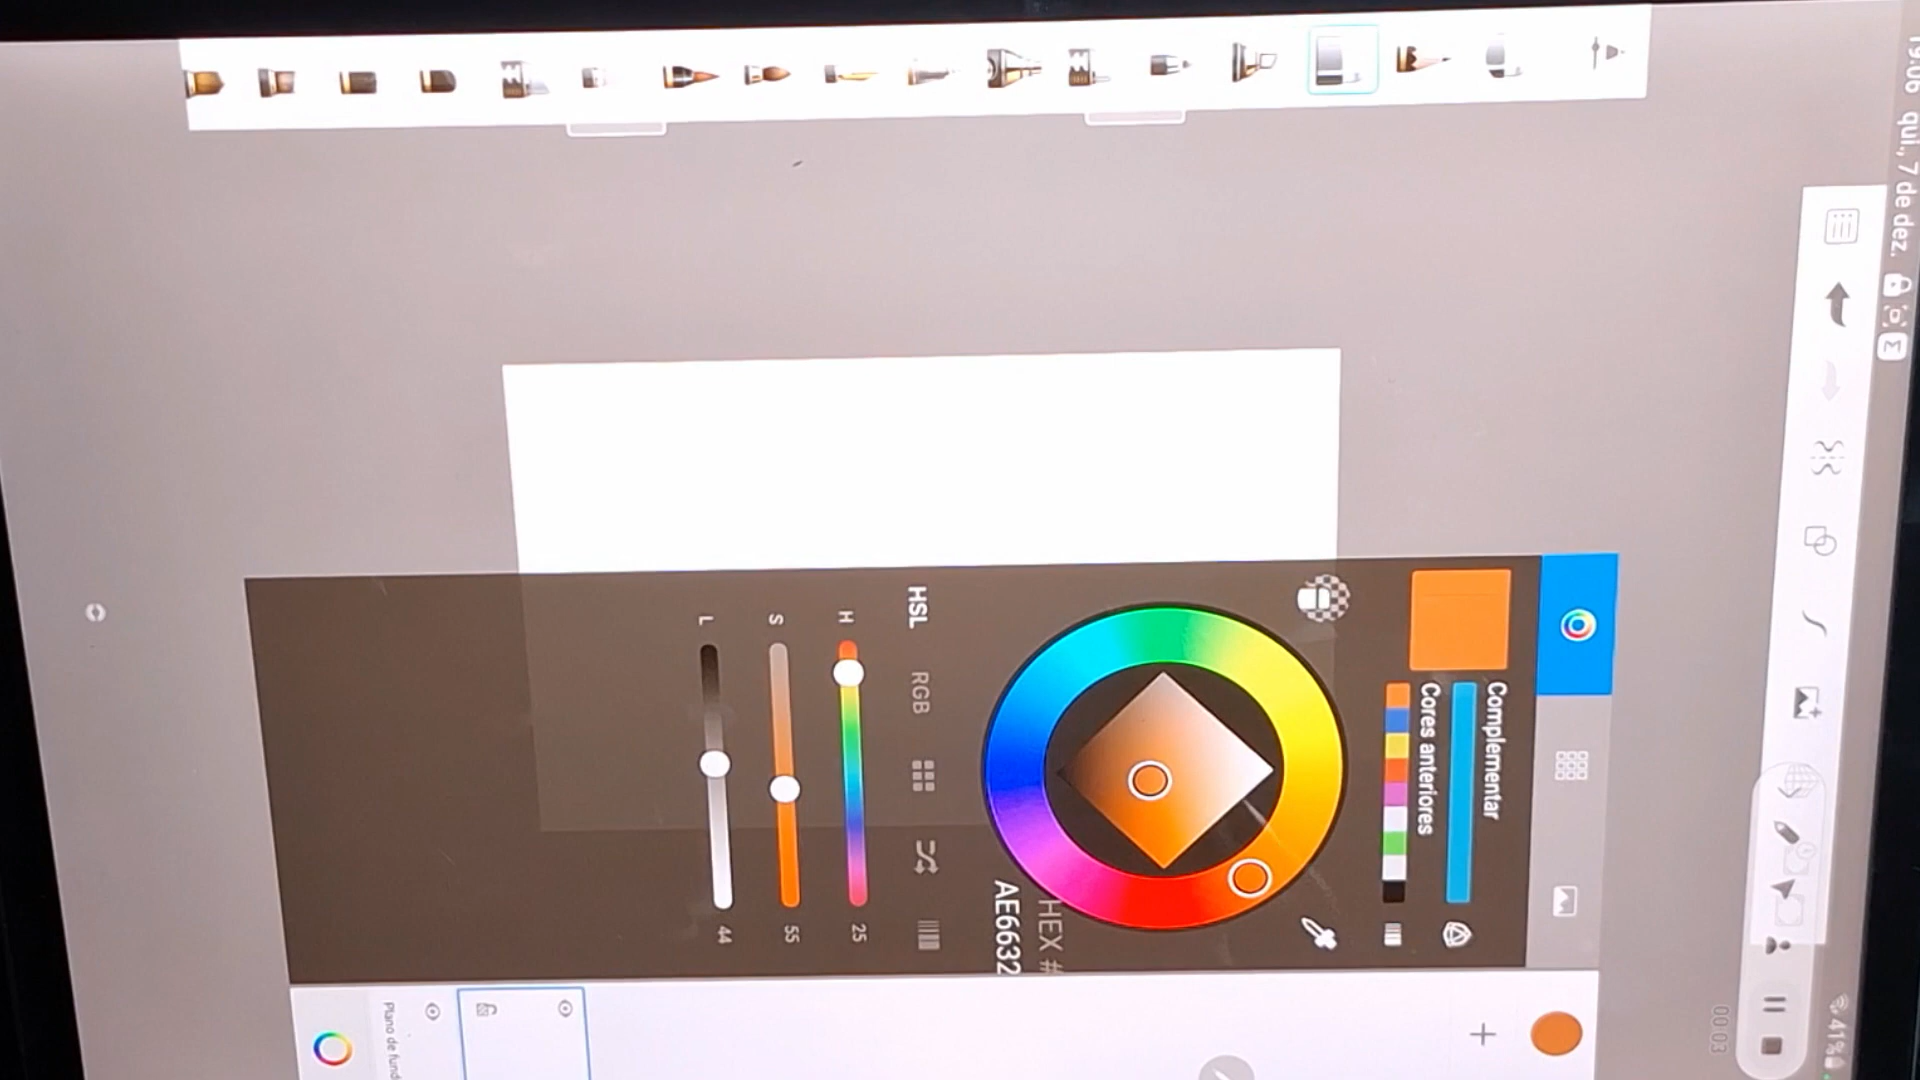 19:06 qui., 7 de dez.
41%
00:03
Complementar
Cores anteriores
HEX #
AE6632
HSL
RGB
H 25
S 55
L 44
Plano de fund